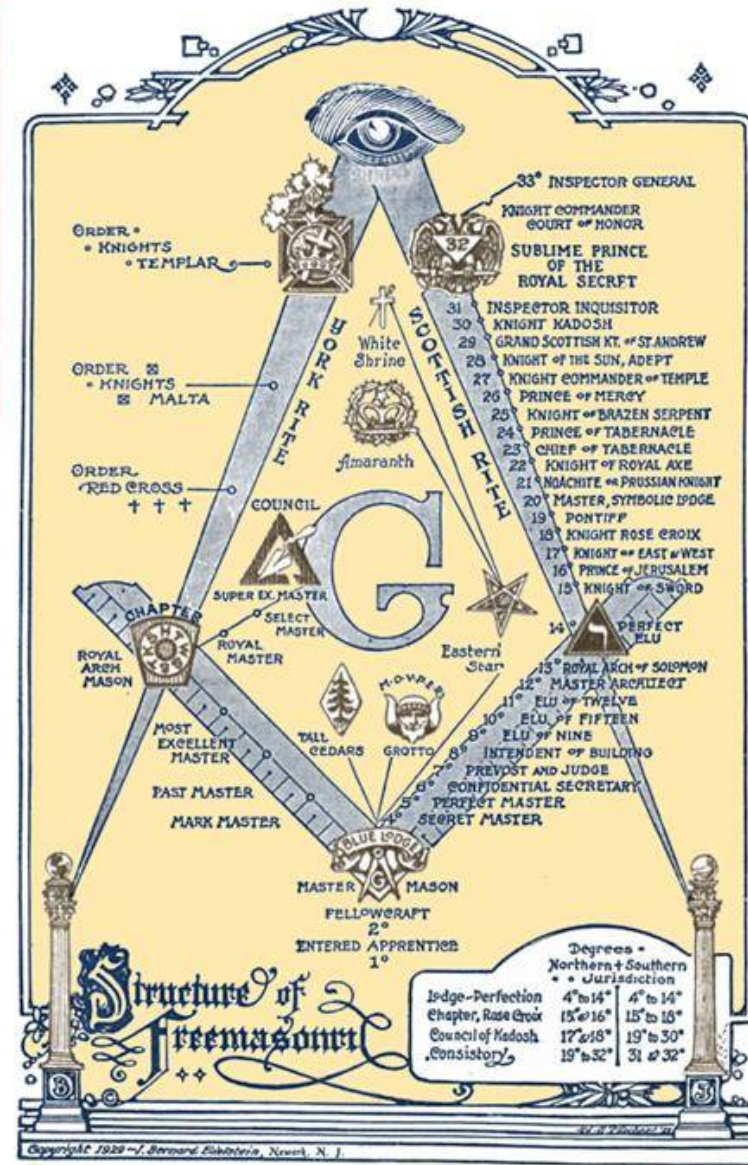 33° INSPECTOR GENERAL
KNIGHT COMMANDER
COURT OF HONOR
32
SUBLIME PRINCE
OF THE
ROYAL SECRET
31 INSPECTOR INQUISITOR
30 KNIGHT KADOSH
29 GRAND SCOTTISH KT. OF ST. ANDREW
28 KNIGHT OF THE SUN, ADEPT
27 KNIGHT COMMANDER OF TEMPLE
26 PRINCE OF MERCY
25 KNIGHT OF BRAZEN SERPENT
24 PRINCE OF TABERNACLE
23° CHIEF OF TABERNACLE
22° KNIGHT OF ROYAL AXE
21° NOACHITE OR PRUSSIAN KNIGHT
20° MASTER, SYMBOLIC LODGE
19° PONTIFF
18° KNIGHT ROSE CROIX
17° KNIGHT OF EAST & WEST
16° PRINCE OF JERUSALEM
15° KNIGHT OF SWORD
14° PERFECT
ELU
13° ROYAL ARCH OF SOLOMON
12° MASTER ARCHITECT
11° ELU OF TWELVE
10° ELU OF FIFTEEN
9° ELU OF NINE
8° INTENDENT OF BUILDING
7° PREVOST AND JUDGE
6° CONFIDENTIAL SECRETARY
5° PERFECT MASTER
4° SECRET MASTER
SCOTTISH RITE
YORK RITE
ORDER
KNIGHTS
TEMPLAR
ORDER
KNIGHTS
MALTA
ORDER
RED CROSS
White
Shrine
Amaranth
Eastern
Star
G
COUNCIL
SUPER EX. MASTER
SELECT
MASTER
ROYAL
MASTER
CHAPTER
HTWSSTKS
ROYAL
ARCH
MASON
MOST
EXCELLENT
MASTER
PAST MASTER
MARK MASTER
TALL
CEDARS
M.O.V.P.E.R.
GROTTO
BLUE LODGE
G
MASTER MASON
FELLOWCRAFT
2°
ENTERED APPRENTICE
1°
Structure of
Freemasonry
Degrees
Northern + Southern
Jurisdiction
Lodge-Perfection 4° to 14° 4° to 14°
Chapter, Rose Croix 15° & 16° 15° to 18°
Council of Kadosh 17° & 18° 19° to 30°
Consistory 19° to 32° 31 & 32°
B
J
Copyright 1929 - J. Bernard Newark, N. J.